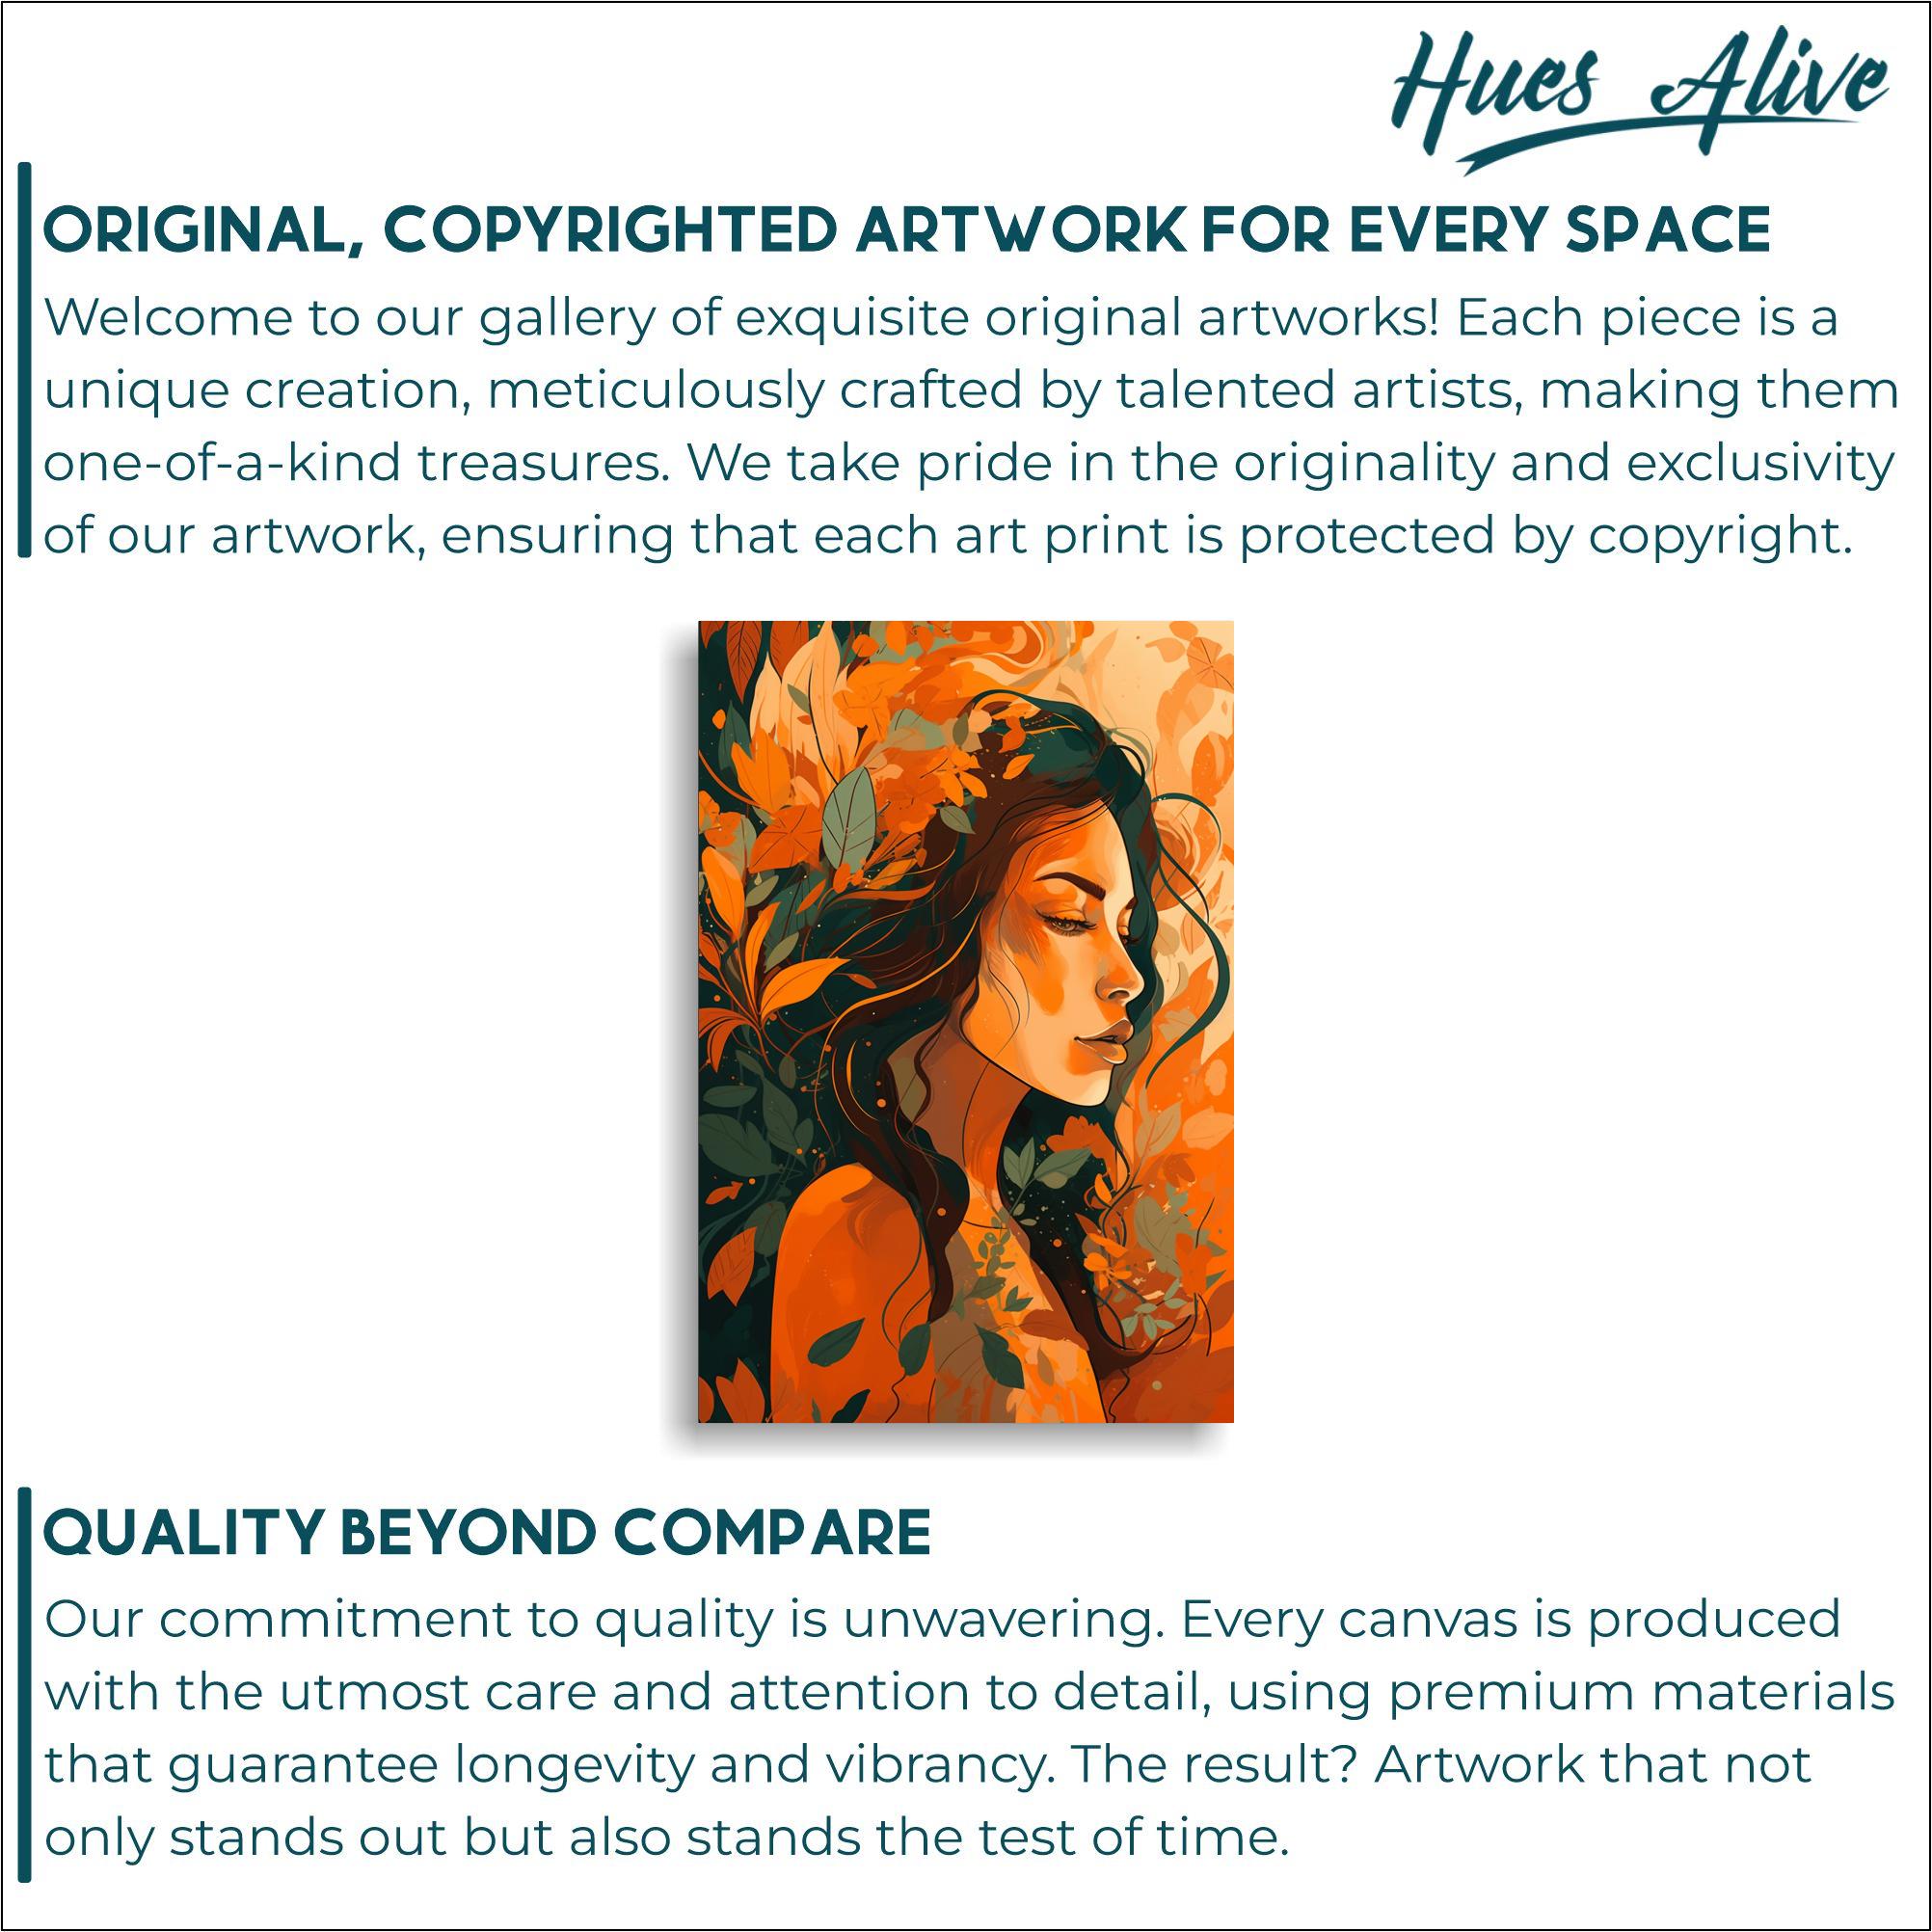 Hues Alive
ORIGINAL, COPYRIGHTED ARTWORK FOR EVERY SPACE
Welcome to our gallery of exquisite original artworks! Each piece is a
unique creation, meticulously crafted by talented artists, making them
one-of-a-kind treasures. We take pride in the originality and exclusivity
of our artwork, ensuring that each art print is protected by copyright.
QUALITY BEYOND COMPARE
Our commitment to quality is unwavering. Every canvas is produced
with the utmost care and attention to detail, using premium materials
that guarantee longevity and vibrancy. The result? Artwork that not
only stands out but also stands the test of time.